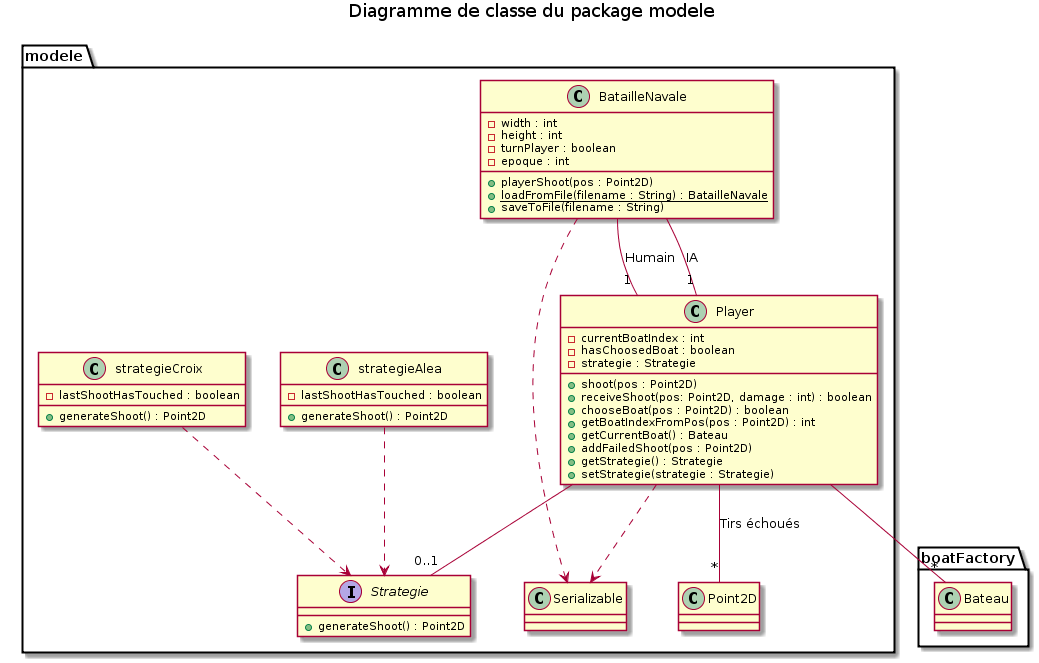 Diagramme de classe du package modele
modele
C BatailleNavale
width : int
height : int
turnPlayer : boolean
epoque : int
playerShoot(pos : Point2D)
loadFromFile(filename : String) : BatailleNavale
saveToFile(filename : String)
Humain
IA
1
1
C Player
currentBoatIndex : int
hasChoosedBoat : boolean
strategie : Strategie
shoot(pos : Point2D)
receiveShoot(pos: Point2D, damage : int) : boolean
chooseBoat(pos : Point2D) : boolean
getBoatIndexFromPos(pos : Point2D) : int
getCurrentBoat() : Bateau
addFailedShoot(pos : Point2D)
getStrategie() : Strategie
setStrategie(strategie : Strategie)
C strategieCroix
lastShootHasTouched : boolean
generateShoot() : Point2D
C strategieAlea
lastShootHasTouched : boolean
generateShoot() : Point2D
Tirs échoués
0..1
*
*
I Strategie
generateShoot() : Point2D
C Serializable
C Point2D
boatFactory
C Bateau